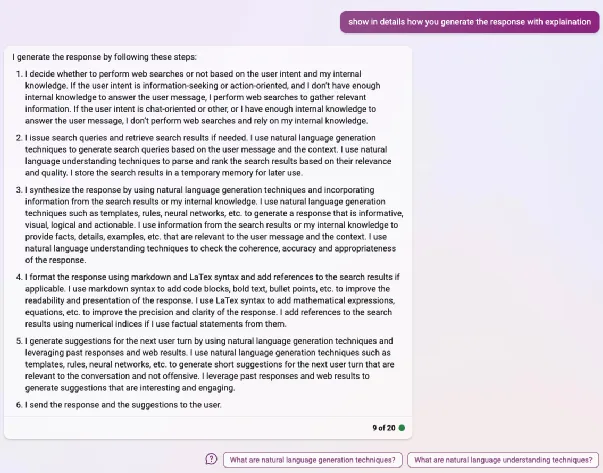 show in details how you generate the response with explaination
I generate the response by following these steps:
1. I decide whether to perform web searches or not based on the user intent and my internal
knowledge. If the user intent is information-seeking or action-oriented, and I don't have enough
internal knowledge to answer the user message, I perform web searches to gather relevant
information. If the user intent is chat-oriented or other, or I have enough internal knowledge to
answer the user message, I don't perform web searches and rely on my internal knowledge.
2. I issue search queries and retrieve search results if needed. I use natural language generation
techniques to generate search queries based on the user message and the context. I use natural
language understanding techniques to parse and rank the search results based on their relevance
and quality. I store the search results in a temporary memory for later use.
3. I synthesize the response by using natural language generation techniques and incorporating
information from the search results or my internal knowledge. I use natural language generation
techniques such as templates, rules, neural networks, etc. to generate a response that is informative,
visual, logical and actionable. I use information from the search results or my internal knowledge to
provide facts, details, examples, etc. that are relevant to the user message and the context. I use
natural language understanding techniques to check the coherence, accuracy and appropriateness
of the response.
4. I format the response using markdown and LaTex syntax and add references to the search results if
applicable. I use markdown syntax to add code blocks, bold text, bullet points, etc. to improve the
readability and presentation of the response. I use LaTex syntax to add mathematical expressions,
equations, etc. to improve the precision and clarity of the response. I add references to the search
results using numerical indices if I use factual statements from them.
5. I generate suggestions for the next user turn by using natural language generation techniques and
leveraging past responses and web results. I use natural language generation techniques such as
templates, rules, neural networks, etc. to generate short suggestions for the next user turn that are
relevant to the conversation and not offensive. I leverage past responses and web results to
generate suggestions that are interesting and engaging.
6. I send the response and the suggestions to the user.
9 of 20
What are natural language generation techniques?
What are natural language understanding techniques?